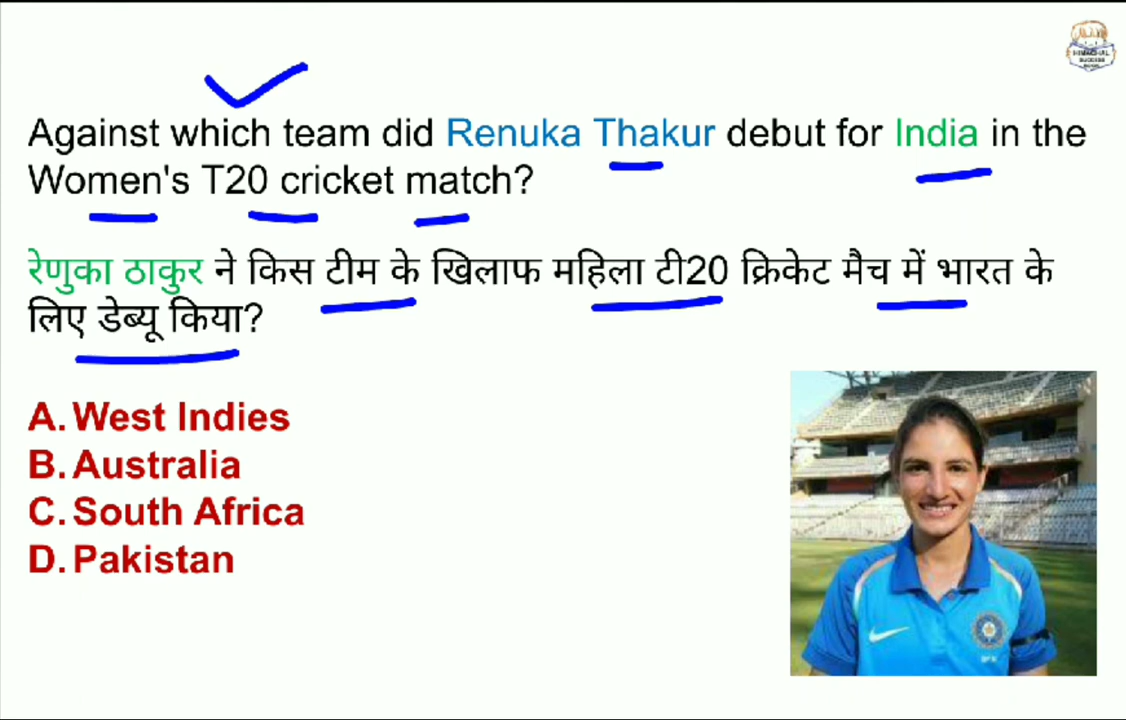 Against which team did Renuka Thakur debut for India in the
Women's T20 cricket match?
रेणुका ठाकुर ने किस टीम के खिलाफ महिला टी20 क्रिकेट मैच में भारत के
लिए डेब्यू किया?
A. West Indies
B. Australia
C. South Africa
D. Pakistan